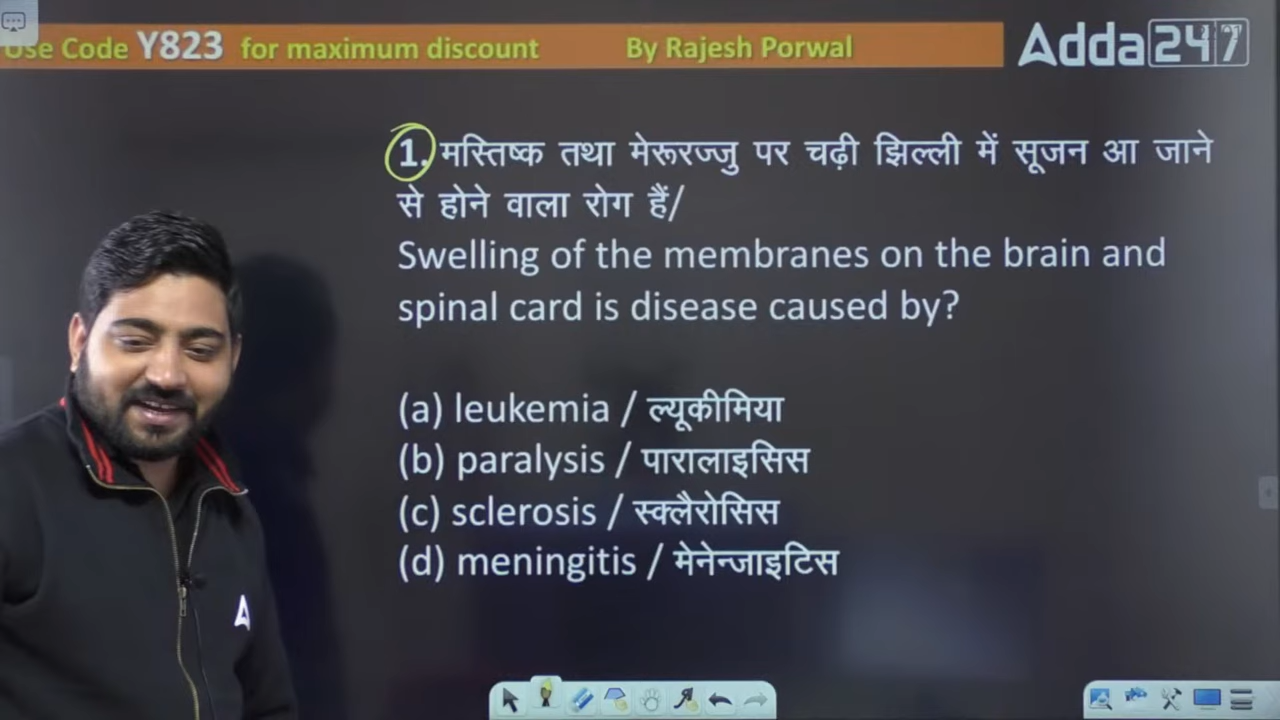 Use Code Y823 for maximum discount By Rajesh Porwal
Adda247
1. मस्तिष्क तथा मेरूरज्जु पर चढ़ी झिल्ली में सूजन आ जाने
से होने वाला रोग हैं/
Swelling of the membranes on the brain and
spinal card is disease caused by?
(a) leukemia / ल्यूकीमिया
(b) paralysis / पारालाइसिस
(c) sclerosis / स्क्लैरोसिस
(d) meningitis / मेनेन्जाइटिस